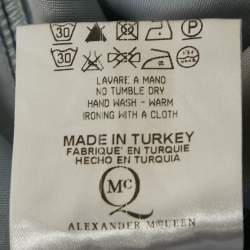 30 P
30
LAVARE A MANO
NO TUMBLE DRY
HAND WASH - WARM
IRONING WITH A CLOTH
MADE IN TURKEY
FABRIQUE' EN TURQUIE
HECHO EN TURQUIA
McQ
ALEXANDER McQUEEN